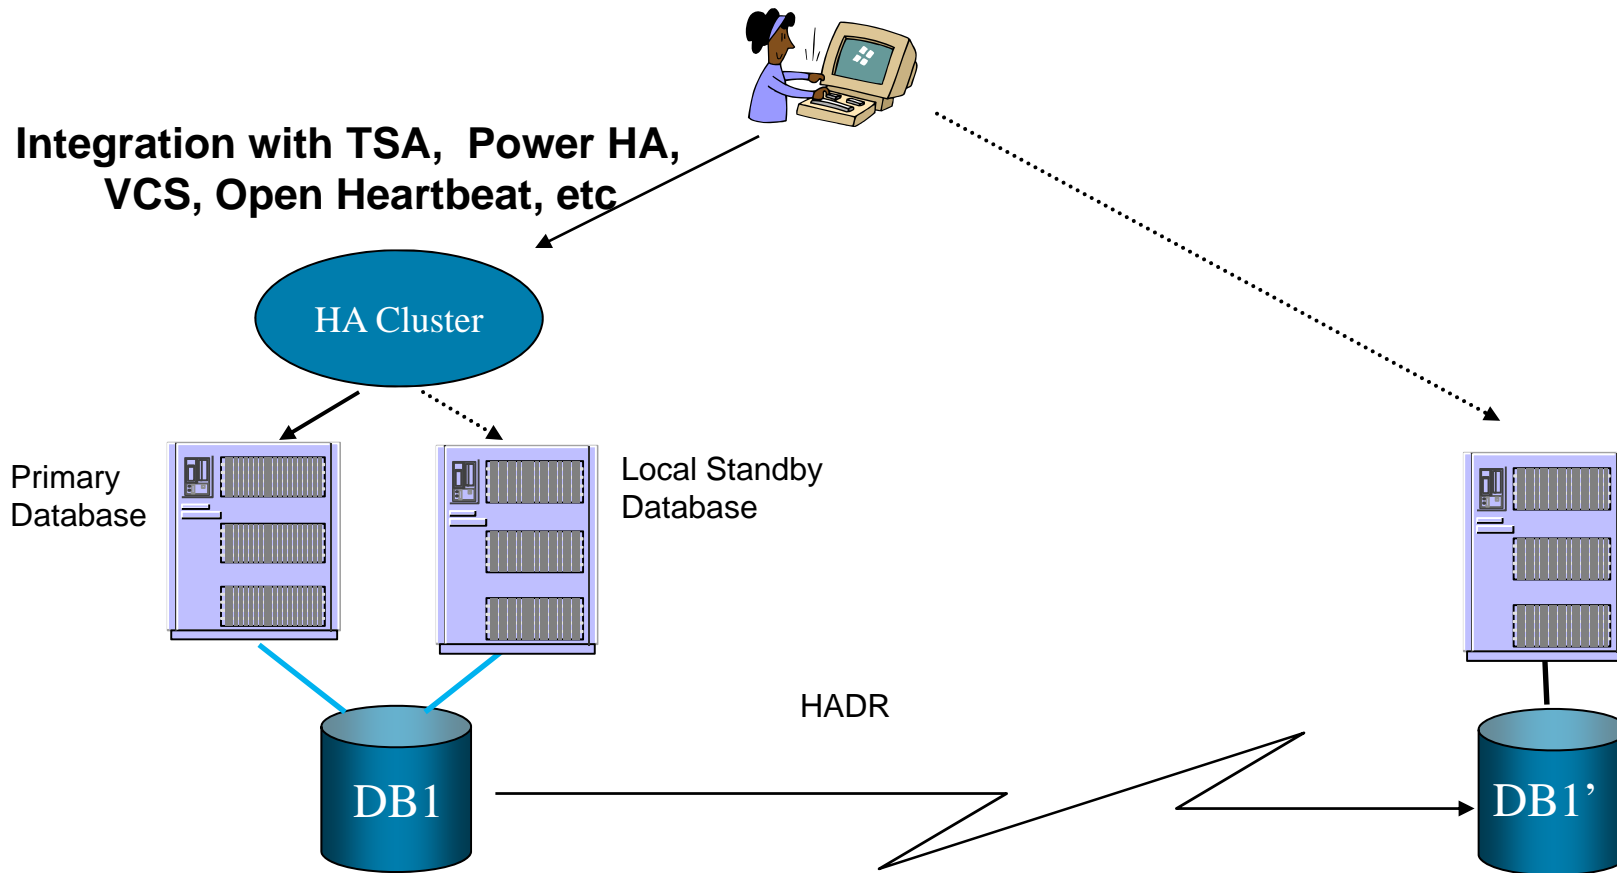 Integration with TSA, Power HA,
VCS, Open Heartbeat, etc
HA Cluster
Primary
Database
Local Standby
Database
HADR
DB1
DB1’